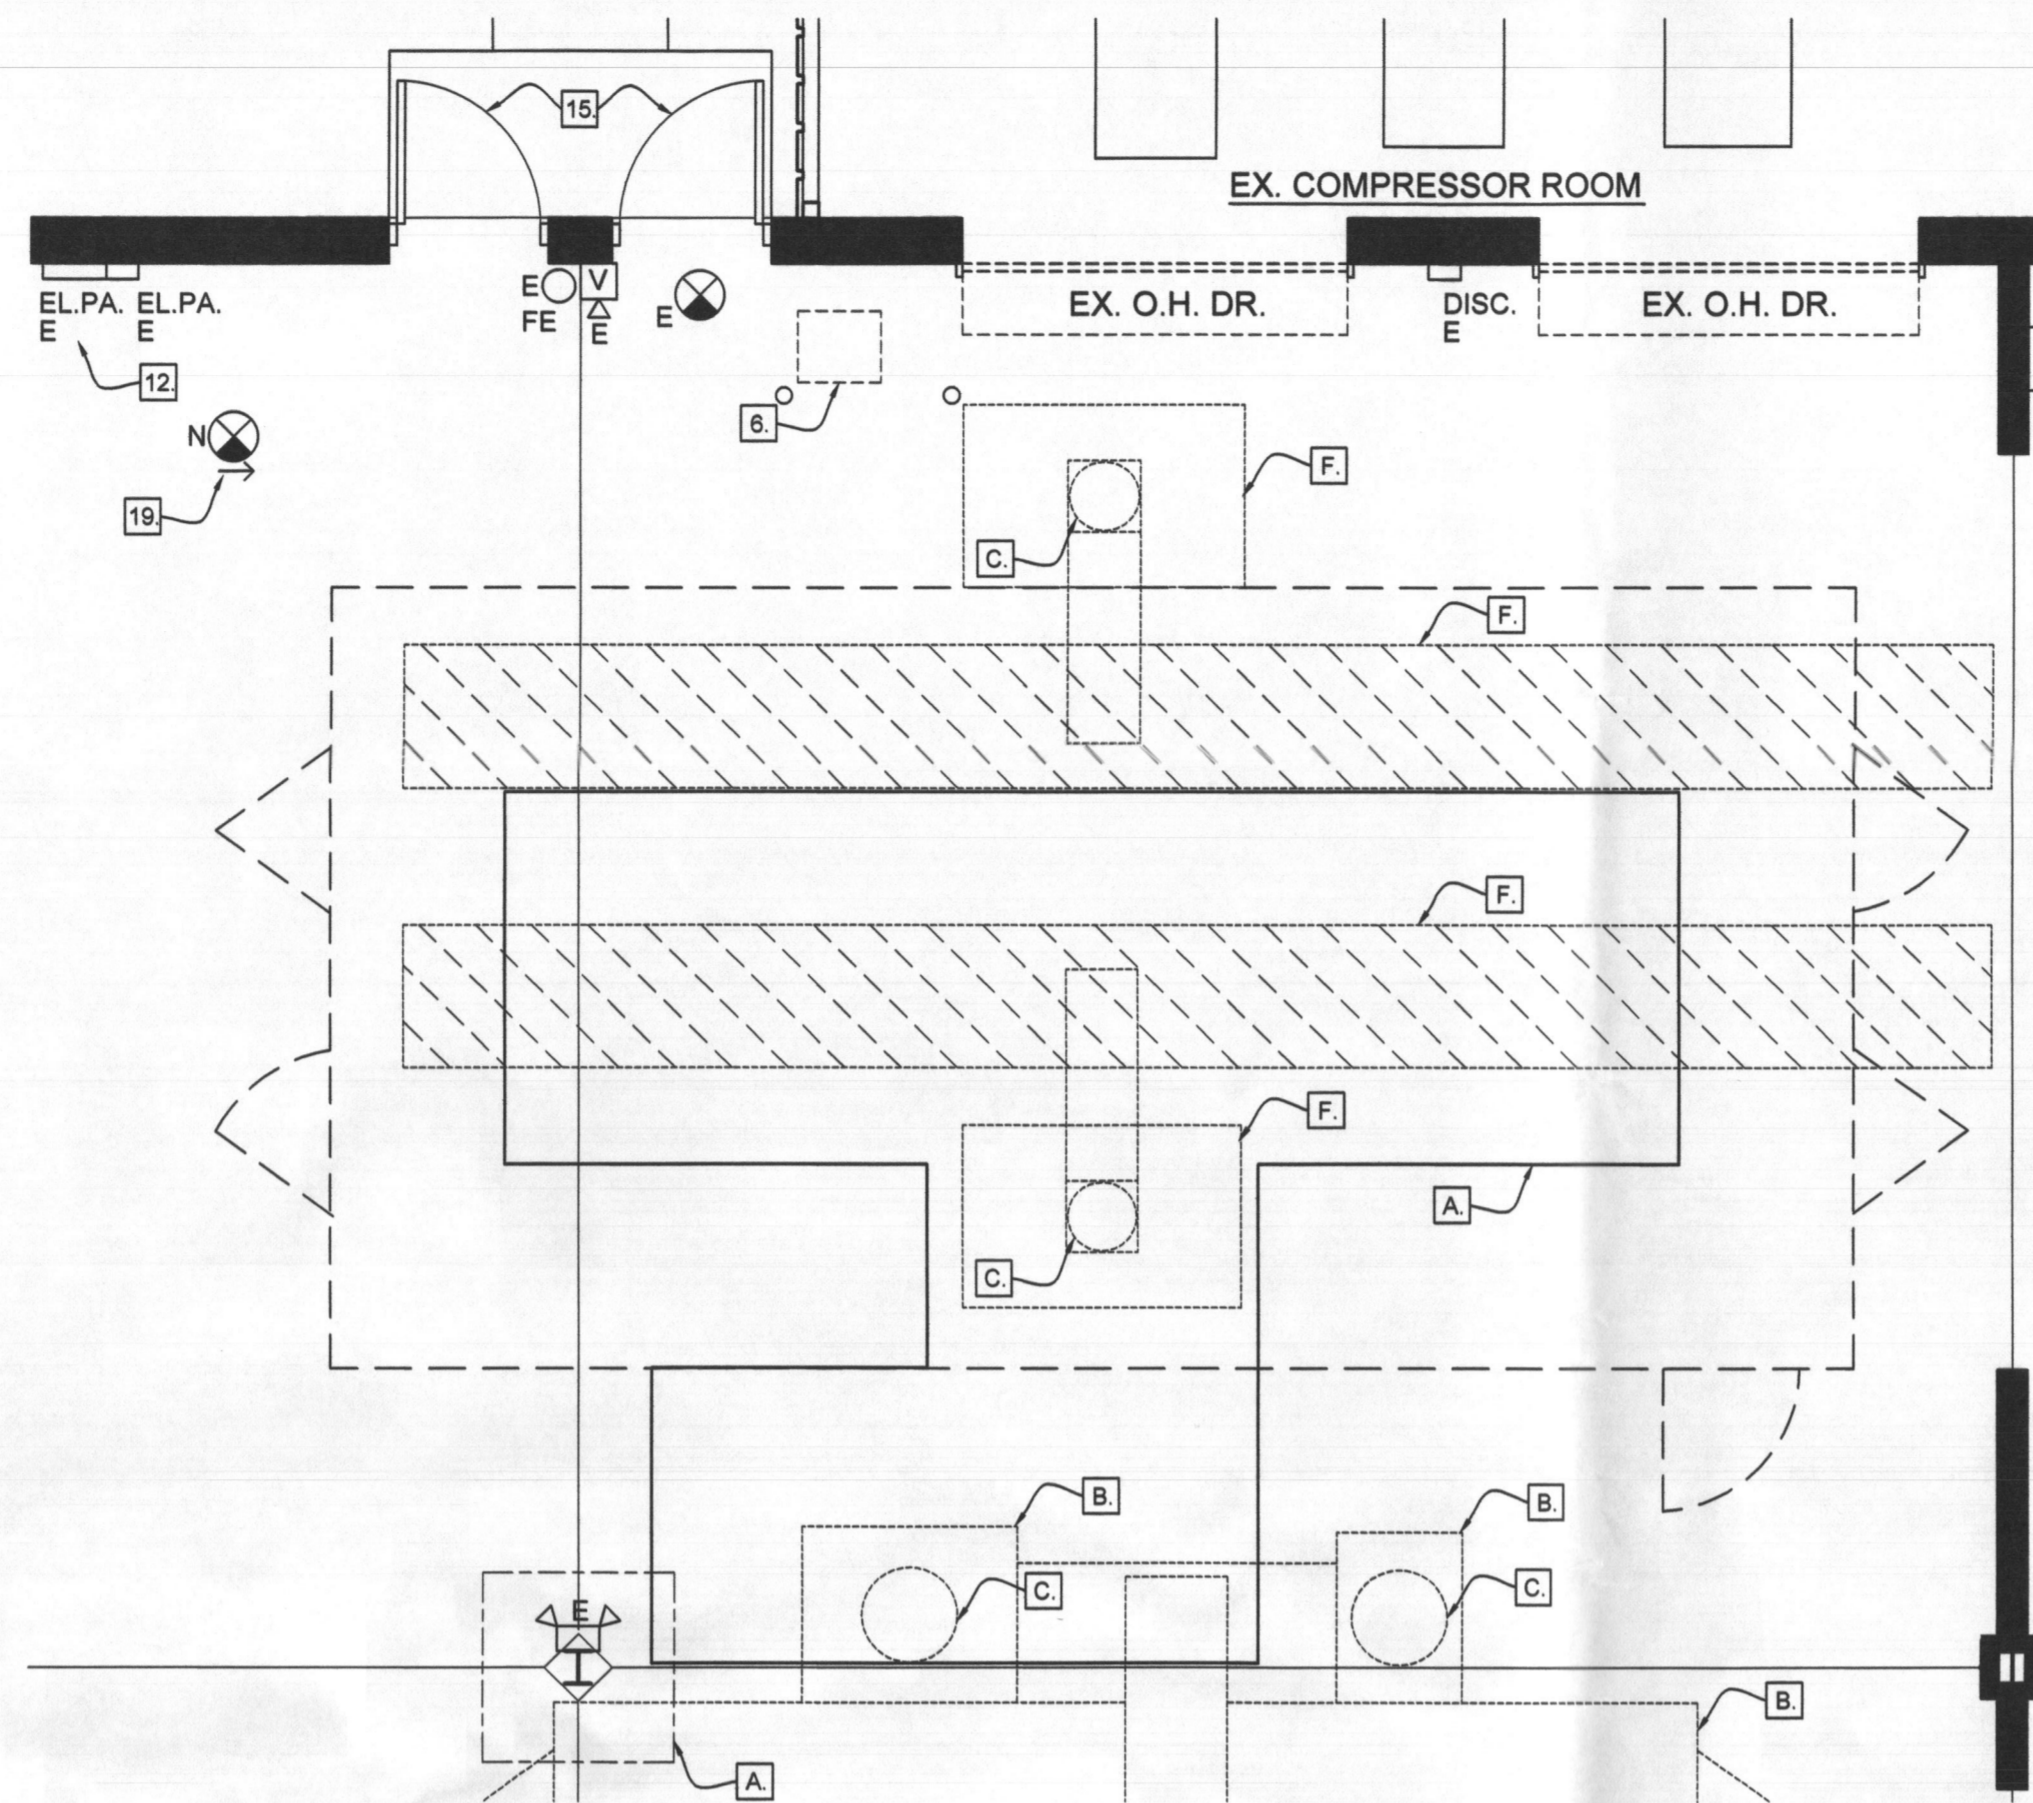 15.
EX. COMPRESSOR ROOM
EL.PA. EL.PA.
E E
E V
FE
E
E
EX. O.H. DR.
DISC.
E
EX. O.H. DR.
12.
6.
N
19.
F.
C.
F.
F.
F.
A.
C.
B.
B.
C.
C.
E
B.
A.